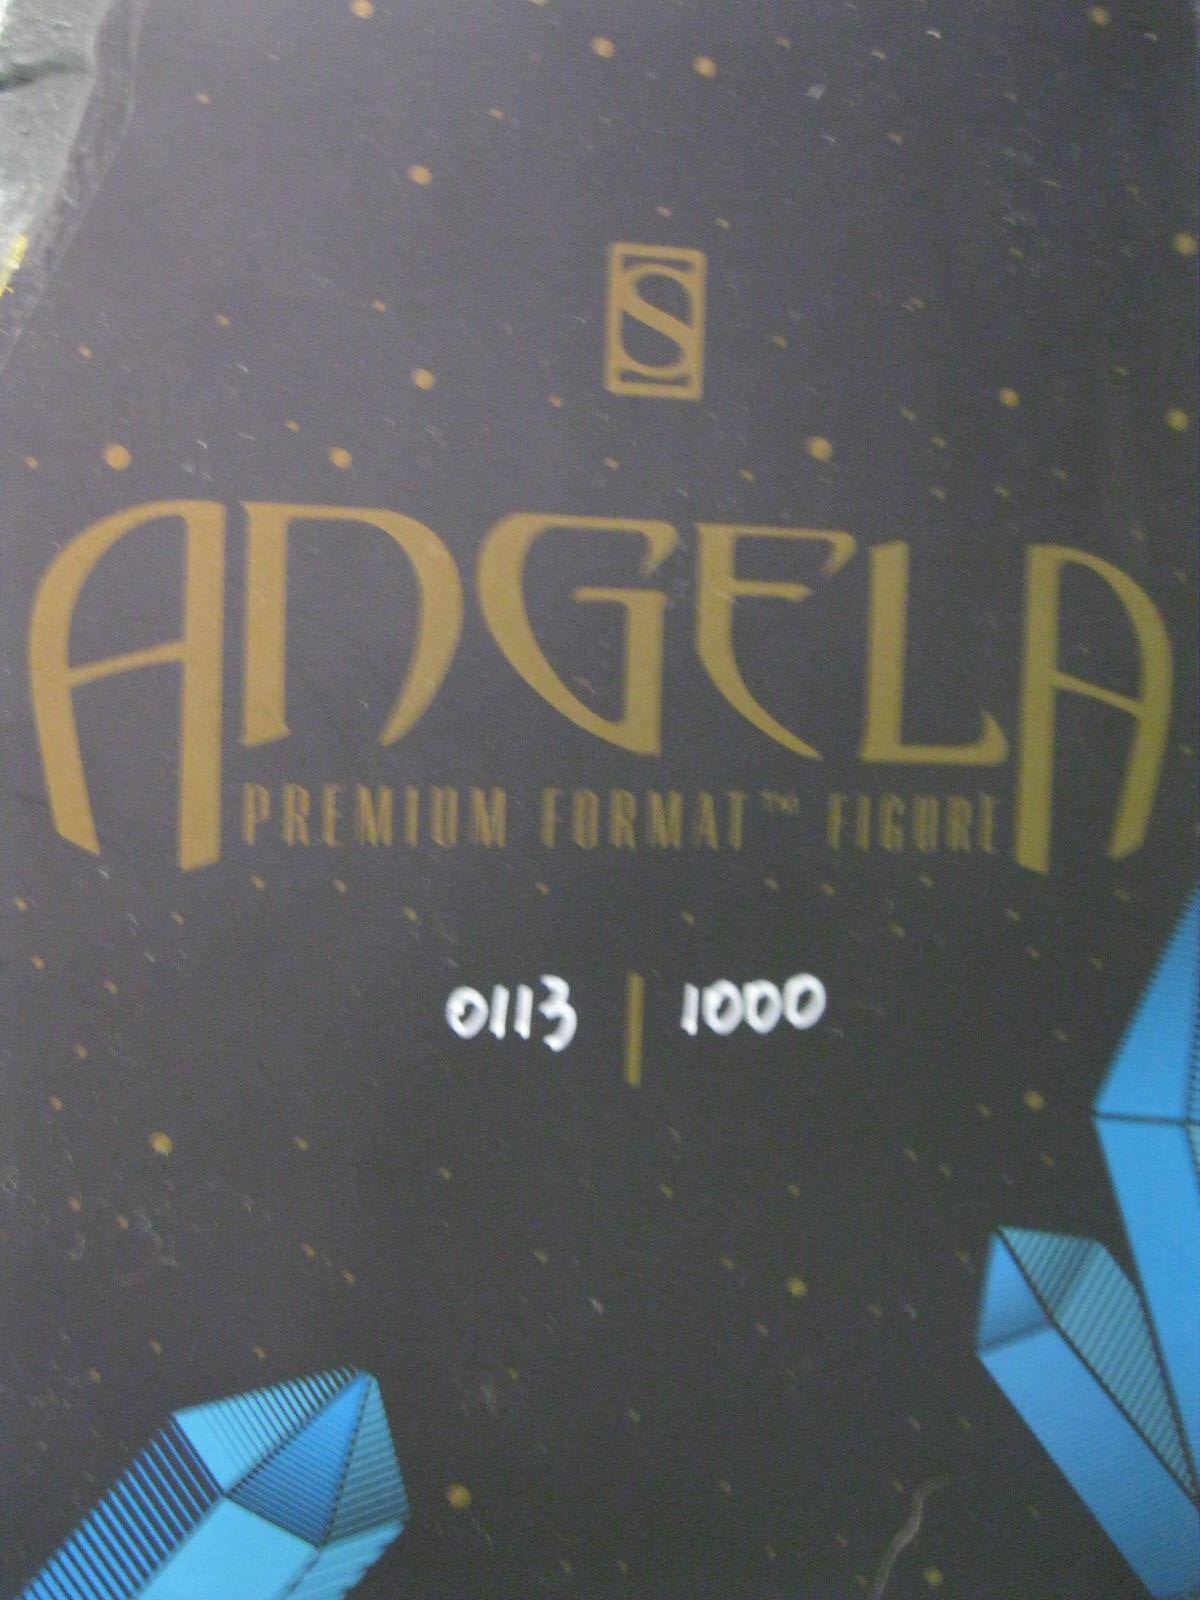 S
ANGELA
PREMIUM FORMAT™ FIGURE
0113 | 1000